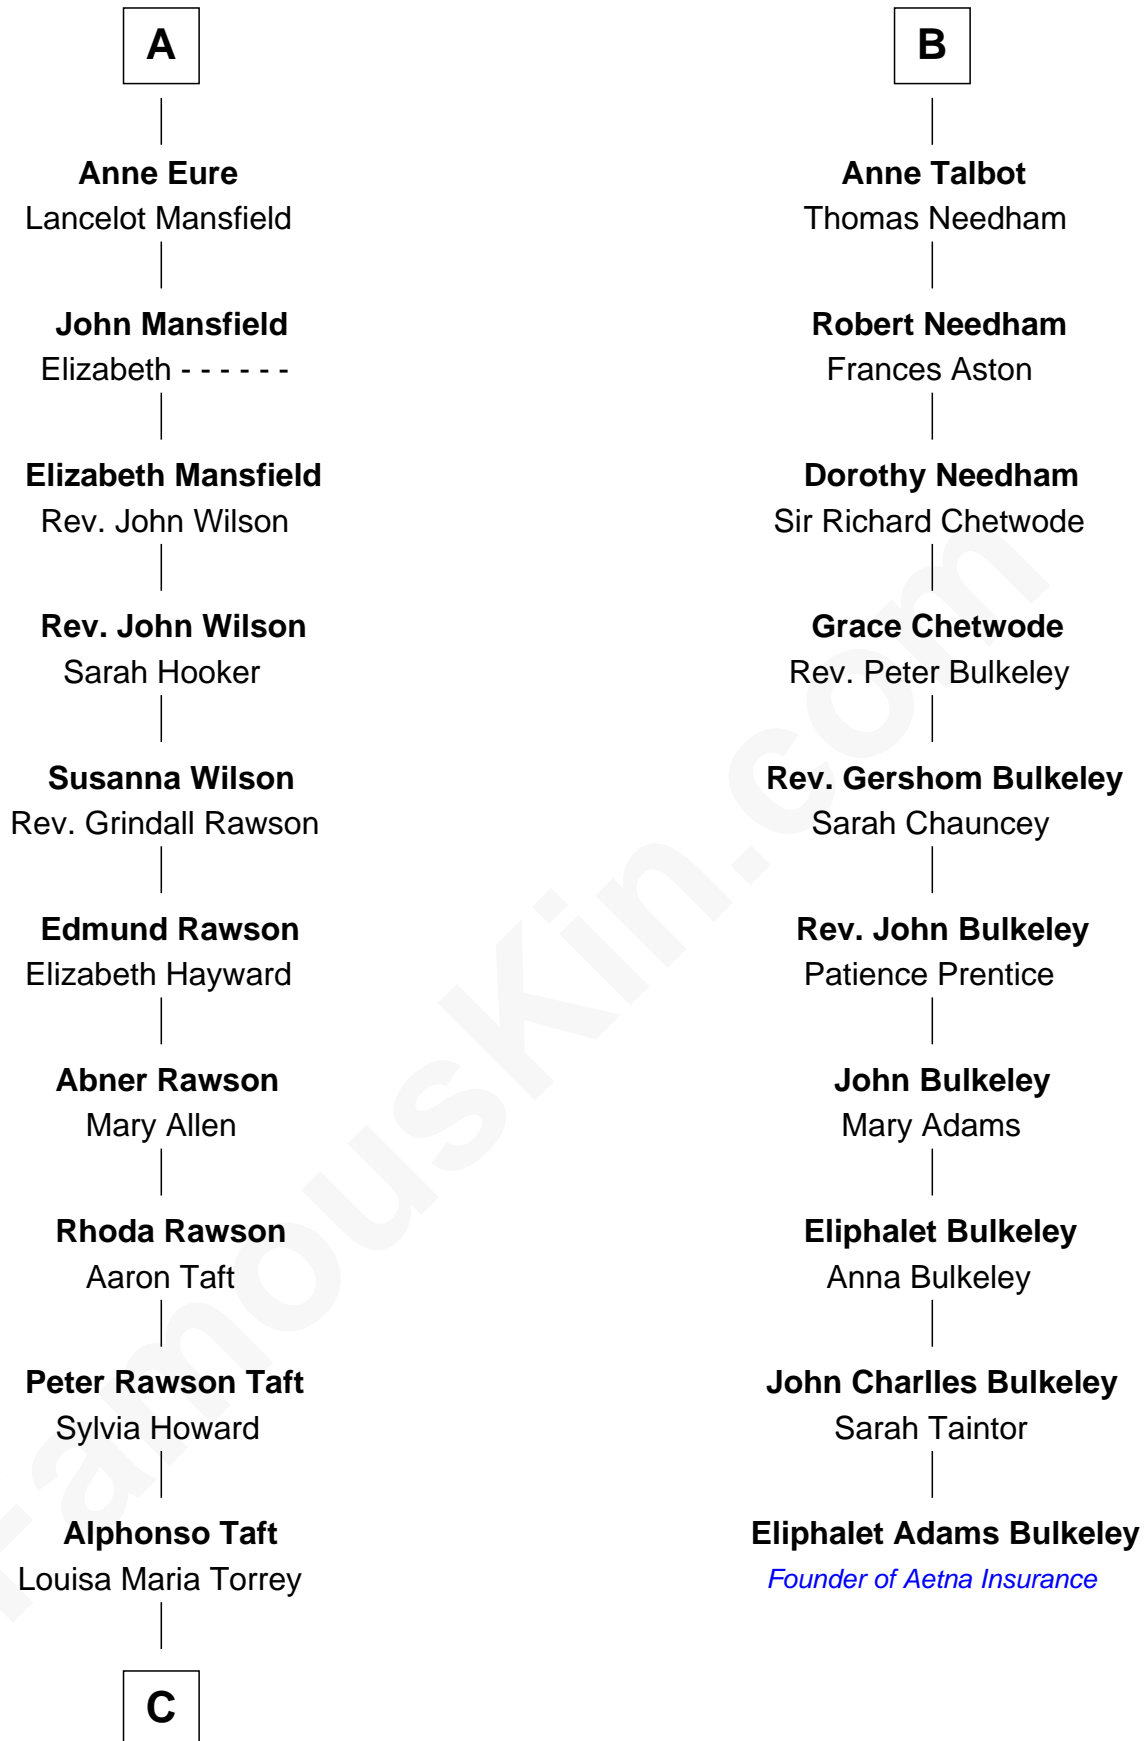 A
Anne Eure
Lancelot Mansfield
John Mansfield
Elizabeth - - - - - -
Elizabeth Mansfield
Rev. John Wilson
Rev. John Wilson
Sarah Hooker
Susanna Wilson
Rev. Grindall Rawson
Edmund Rawson
Elizabeth Hayward
Abner Rawson
Mary Allen
Rhoda Rawson
Aaron Taft
Peter Rawson Taft
Sylvia Howard
Alphonso Taft
Louisa Maria Torrey
C
B
Anne Talbot
Thomas Needham
Robert Needham
Frances Aston
Dorothy Needham
Sir Richard Chetwode
Grace Chetwode
Rev. Peter Bulkeley
Rev. Gershom Bulkeley
Sarah Chauncey
Rev. John Bulkeley
Patience Prentice
John Bulkeley
Mary Adams
Eliphalet Bulkeley
Anna Bulkeley
John Charlles Bulkeley
Sarah Taintor
Eliphalet Adams Bulkeley
Founder of Aetna Insurance
FamousKin.com